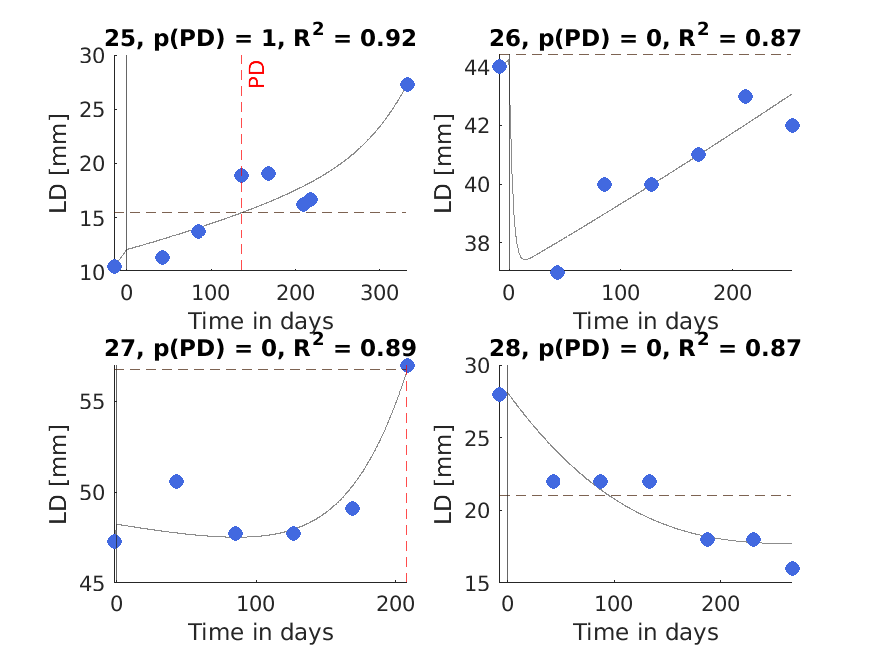 25, p(PD) = 1, R² = 0.92
30
25
20
15
10
LD [mm]
PD
0 100 200 300
Time in days
26, p(PD) = 0, R² = 0.87
44
42
40
38
LD [mm]
0 100 200
Time in days
27, p(PD) = 0, R² = 0.89
55
50
45
LD [mm]
0 100 200
Time in days
28, p(PD) = 0, R² = 0.87
30
25
20
15
LD [mm]
0 100 200
Time in days